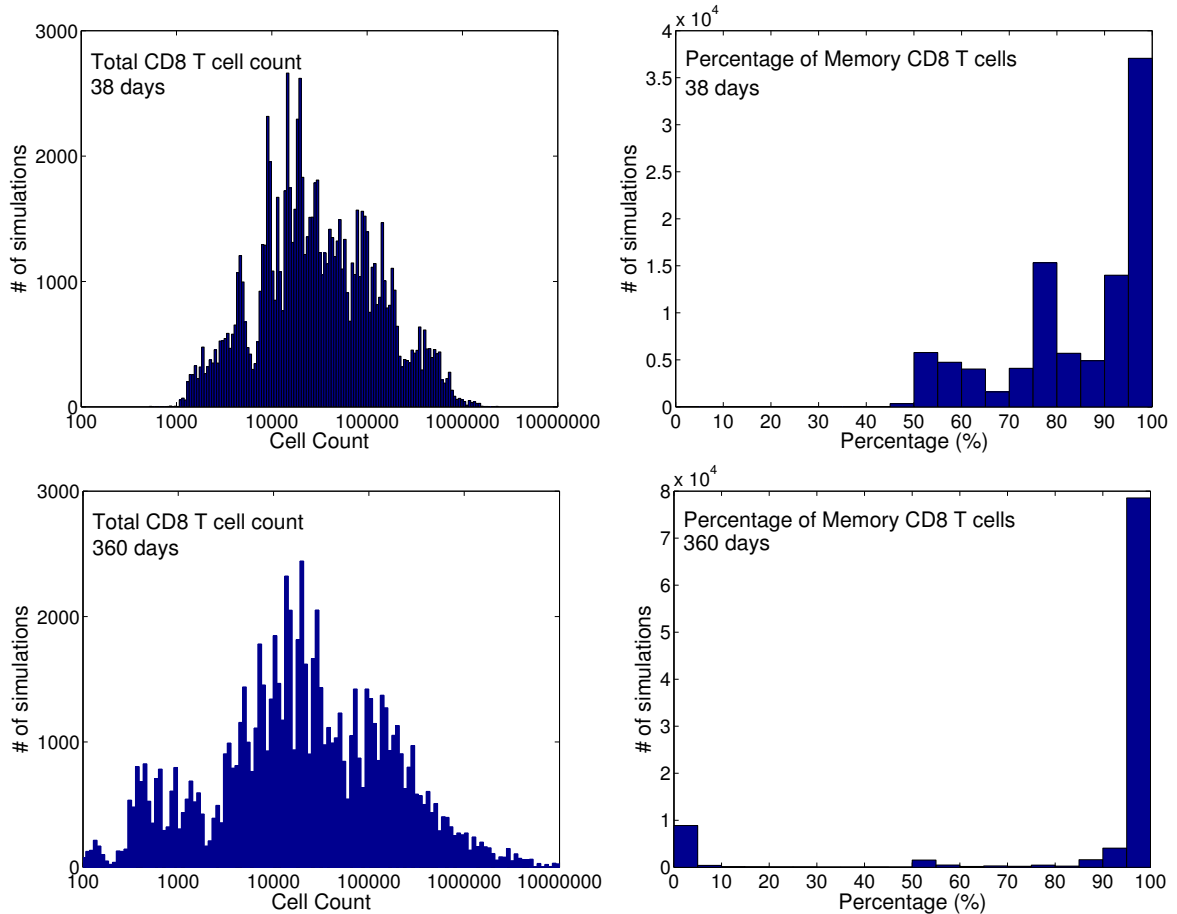 Total CD8 T cell count
38 days
3000
2000
1000
0
# of simulations
100 1000 10000 100000 1000000 10000000
Cell Count
x 10^4
Percentage of Memory CD8 T cells
38 days
4
3.5
3
2.5
2
1.5
1
0.5
0
# of simulations
0 10 20 30 40 50 60 70 80 90 100
Percentage (%)
Total CD8 T cell count
360 days
3000
2000
1000
0
# of simulations
100 1000 10000 100000 1000000 10000000
Cell Count
x 10^4
Percentage of Memory CD8 T cells
360 days
8
7
6
5
4
3
2
1
0
# of simulations
0 10 20 30 40 50 60 70 80 90 100
Percentage (%)